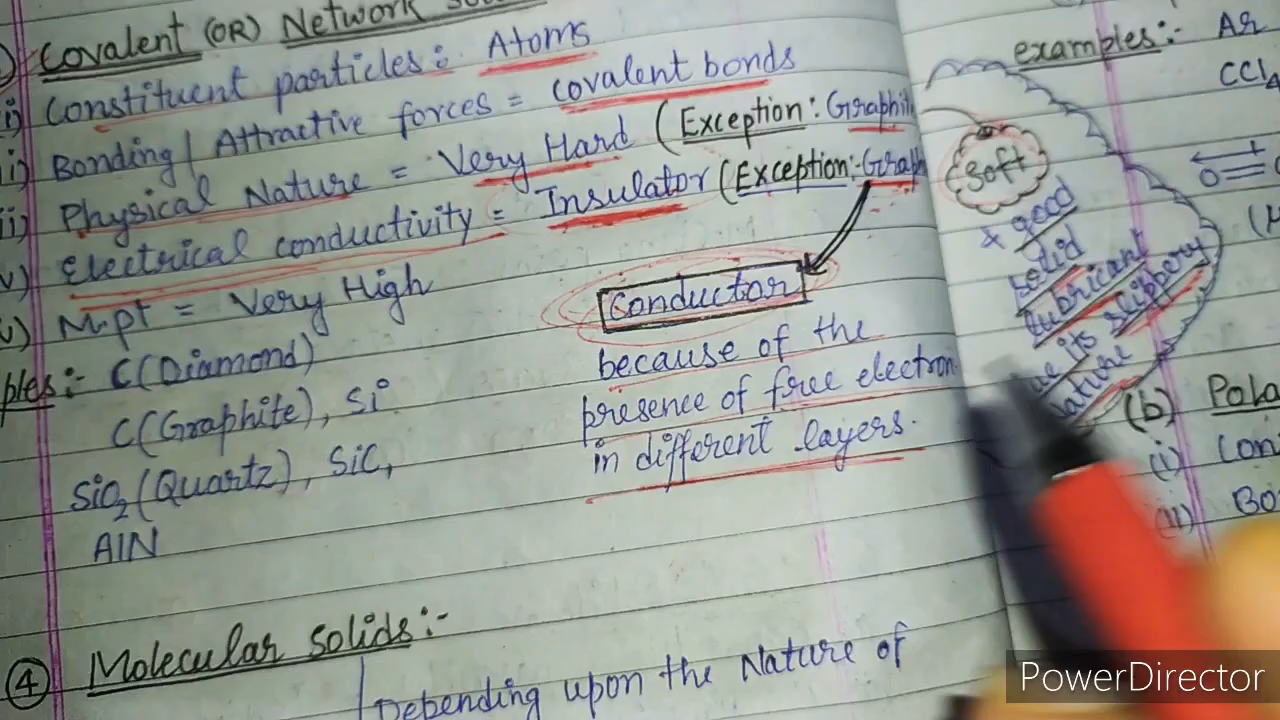 Covalent (OR) Network
i) Constituent particles: Atoms
ii) Bonding/ Attractive forces = covalent bonds
iii) Physical Nature = Very Hard (Exception: Graphit
iv) Electrical conductivity = Insulator (Exception:- Graph
v) M.pt = Very High
ples:- C(Diamond)
C(Graphite), Si
SiO2 (Quartz), SiC,
AlN
conductor
because of the
presence of free electron
in different layers.
④ Molecular Solids:-
Depending upon the Nature of
Soft
& good
solid
lubricant
its slippery
nature
examples:- Ar
CCl4
(b) Pola
(i) Con
(ii) Bo
PowerDirector